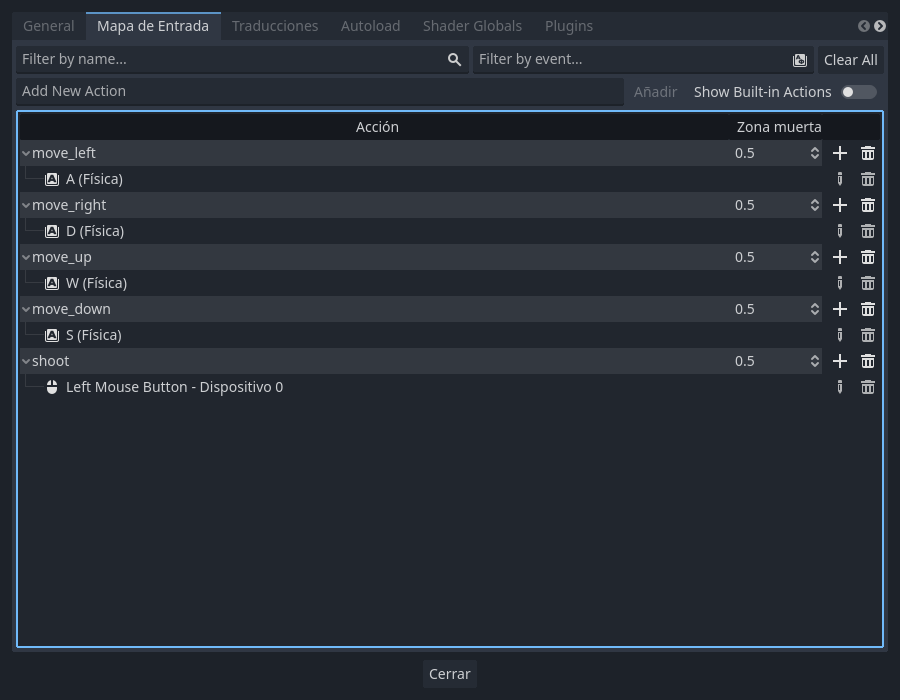 General Mapa de Entrada Traducciones Autoload Shader Globals Plugins
Filter by name... Filter by event... Clear All
Add New Action Añadir Show Built-in Actions
Acción Zona muerta
move_left 0.5
A (Física)
move_right 0.5
D (Física)
move_up 0.5
W (Física)
move_down 0.5
S (Física)
shoot 0.5
Left Mouse Button - Dispositivo 0
Cerrar